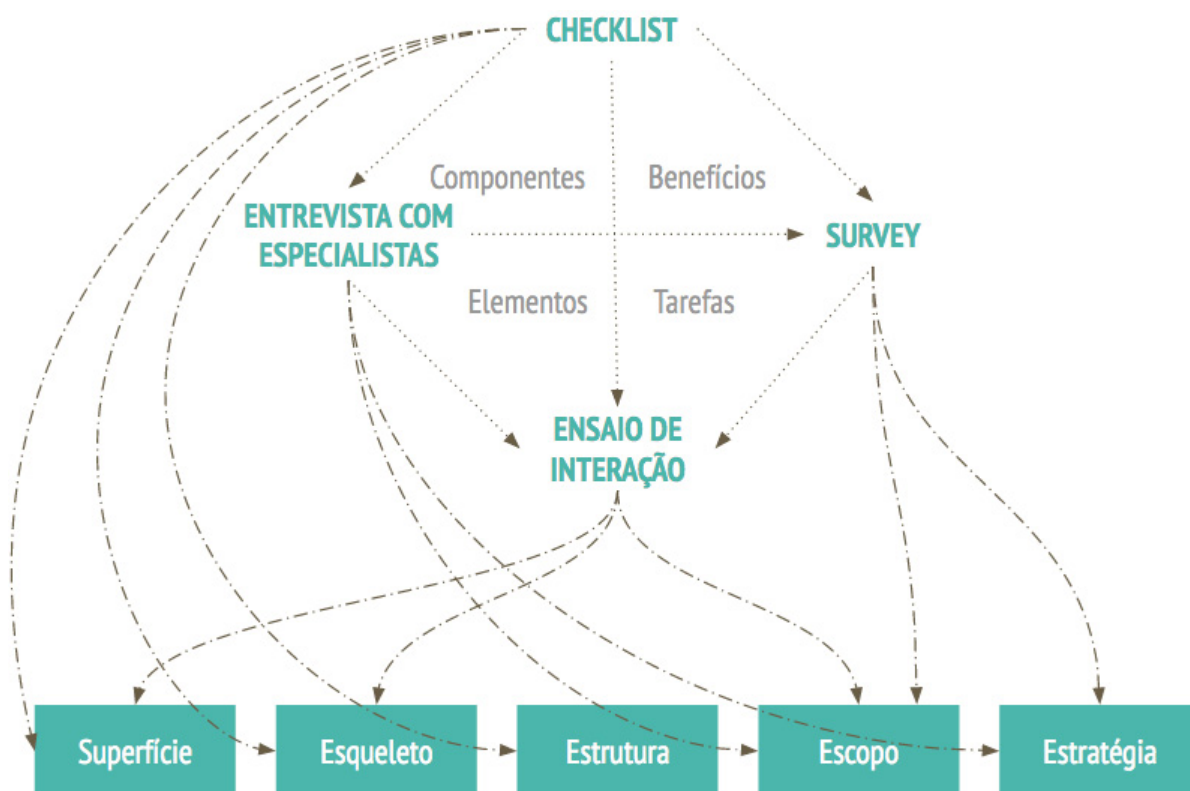 CHECKLIST
Componentes
Benefícios
ENTREVISTA COM
ESPECIALISTAS
SURVEY
Elementos
Tarefas
ENSAIO DE
INTERAÇÃO
Superfície
Esqueleto
Estrutura
Escopo
Estratégia